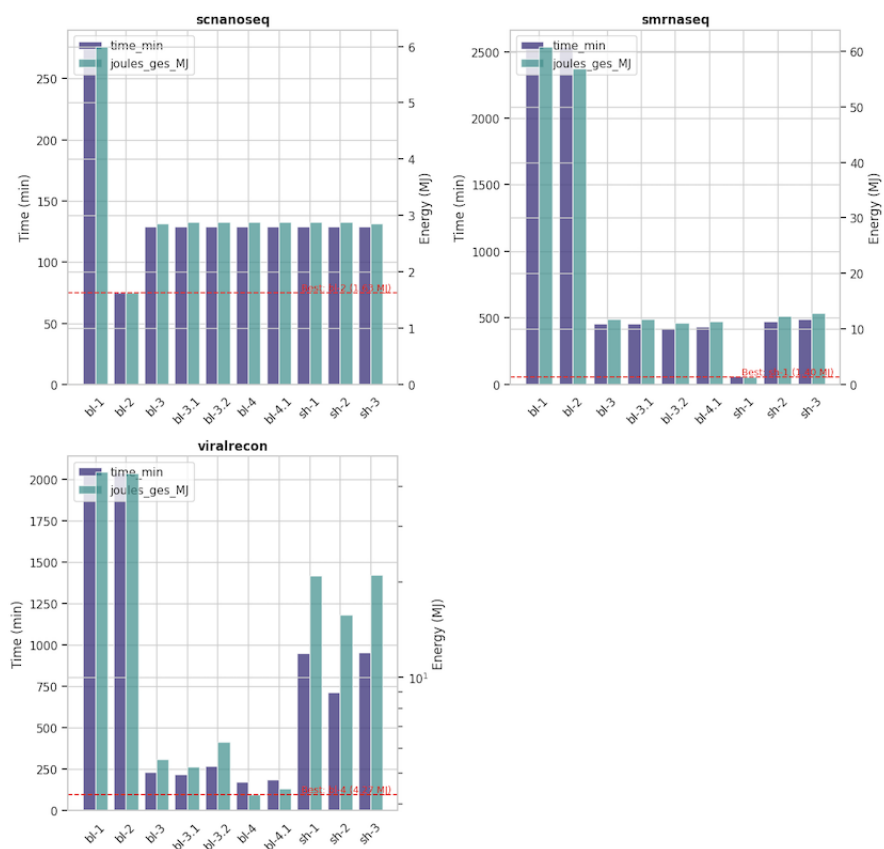 scnanoseq
time_min
joules_ges_MJ
Time (min)
0
50
100
150
200
250
Energy (MJ)
0
1
2
3
4
5
6
bl-1
bl-2
bl-3
bl-3.1
bl-3.2
bl-4
bl-4.1
sh-1
sh-2
sh-3
smrnaseq
time_min
joules_ges_MJ
Time (min)
0
500
1000
1500
2000
2500
Energy (MJ)
0
10
20
30
40
50
60
Best: sh-1
bl-1
bl-2
bl-3
bl-3.1
bl-3.2
bl-4.1
sh-1
sh-2
sh-3
viralrecon
time_min
joules_ges_MJ
Time (min)
0
250
500
750
1000
1250
1500
1750
2000
Energy (MJ)
10¹
bl-1
bl-2
bl-3
bl-3.1
bl-3.2
bl-4
bl-4.1
sh-1
sh-2
sh-3